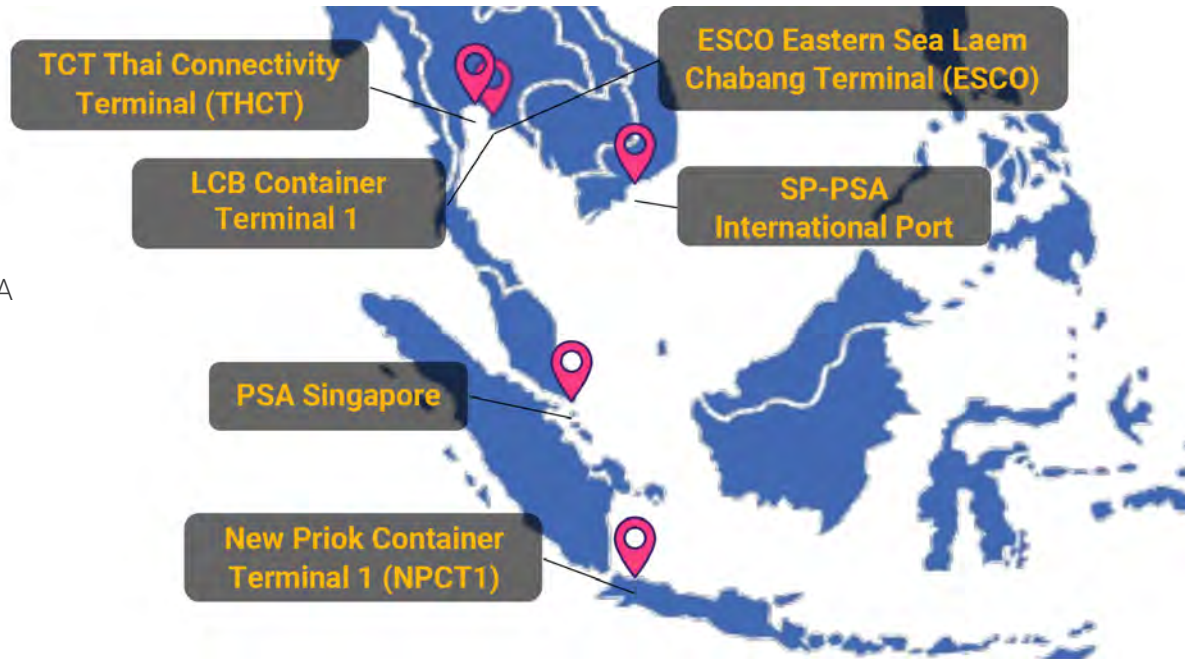 TCT Thai Connectivity
Terminal (THCT)
ESCO Eastern Sea Laem
Chabang Terminal (ESCO)
LCB Container
Terminal 1
SP-PSA
International Port
A
PSA Singapore
New Priok Container
Terminal 1 (NPCT1)